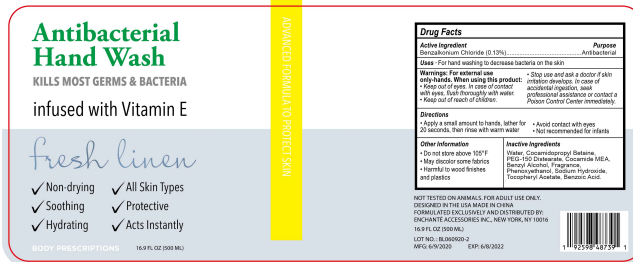 Antibacterial
Hand Wash
KILLS MOST GERMS & BACTERIA
infused with Vitamin E
fresh linen
✓ Non-drying
✓ All Skin Types
✓ Soothing
✓ Protective
✓ Hydrating
✓ Acts Instantly
BODY PRESCRIPTIONS
16.9 FL OZ (500 ML)
ADVANCED FORMULA TO PROTECT SKIN
Drug Facts
Active Ingredient Purpose
Benzalkonium Chloride (0.13%)...............................Antibacterial
Uses · For hand washing to decrease bacteria on the skin
Warnings: For external use
only-hands. When using this product:
• Keep out of eyes. In case of contact
with eyes, flush thoroughly with water.
• Keep out of reach of children.
• Stop use and ask a doctor if skin
irritation develops. In case of
accidental ingestion, seek
professional assistance or contact a
Poison Control Center immediately.
Directions
• Apply a small amount to hands, lather for
20 seconds, then rinse with warm water
• Avoid contact with eyes
• Not recommended for infants
Other Information
• Do not store above 105°F
• May discolor some fabrics
• Harmful to wood finishes
and plastics
Inactive Ingredients
Water, Cocamidopropyl Betaine,
PEG-150 Distearate, Cocamide MEA,
Benzyl Alcohol, Fragrance,
Phenoxyethanol, Sodium Hydroxide,
Tocopheryl Acetate, Benzoic Acid.
NOT TESTED ON ANIMALS. FOR ADULT USE ONLY.
DESIGNED IN THE USA MADE IN CHINA
FORMULATED EXCLUSIVELY AND DISTRIBUTED BY:
ENCHANTÉ ACCESSORIES INC., NEW YORK, NY 10016
16.9 FL OZ (500 ML)
LOT NO.: BL060920-2
MFG: 6/9/2020 EXP: 6/8/2022
1 92598 48739 1